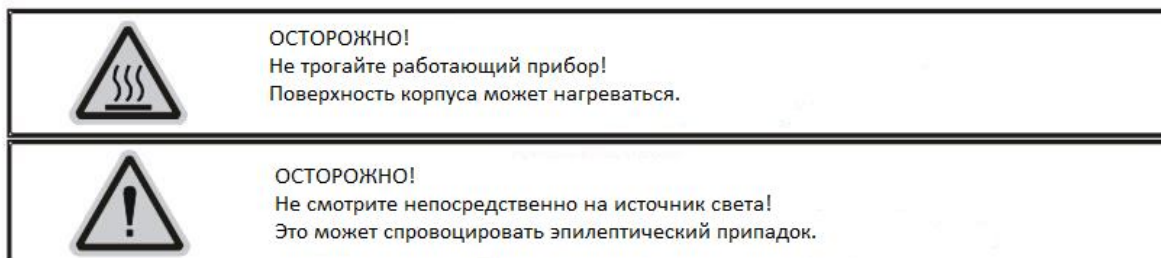 ОСТОРОЖНО!
Не трогайте работающий прибор!
Поверхность корпуса может нагреваться.
ОСТОРОЖНО!
Не смотрите непосредственно на источник света!
Это может спровоцировать эпилептический припадок.